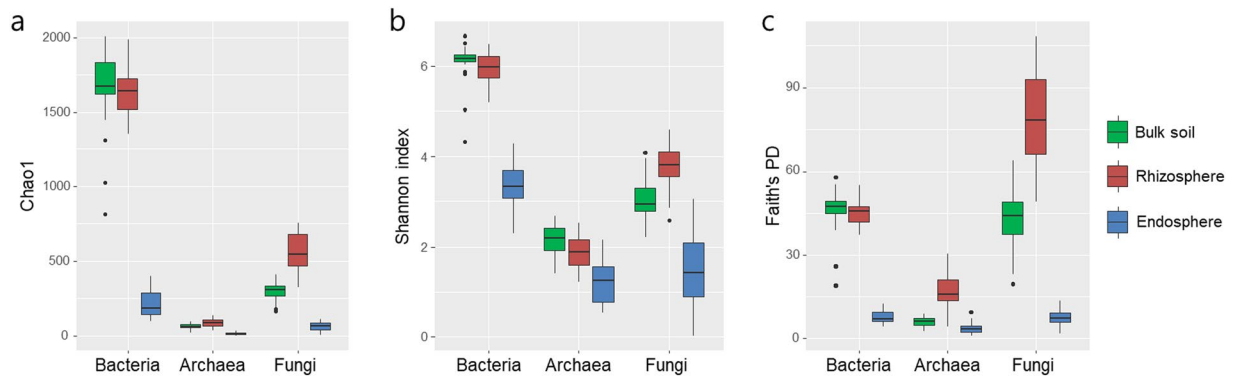 a
Chao1
2000
1500
1000
500
0
Bacteria Archaea Fungi
b
Shannon index
6
4
2
0
Bacteria Archaea Fungi
c
Faith's PD
90
60
30
0
Bacteria Archaea Fungi
Bulk soil
Rhizosphere
Endosphere